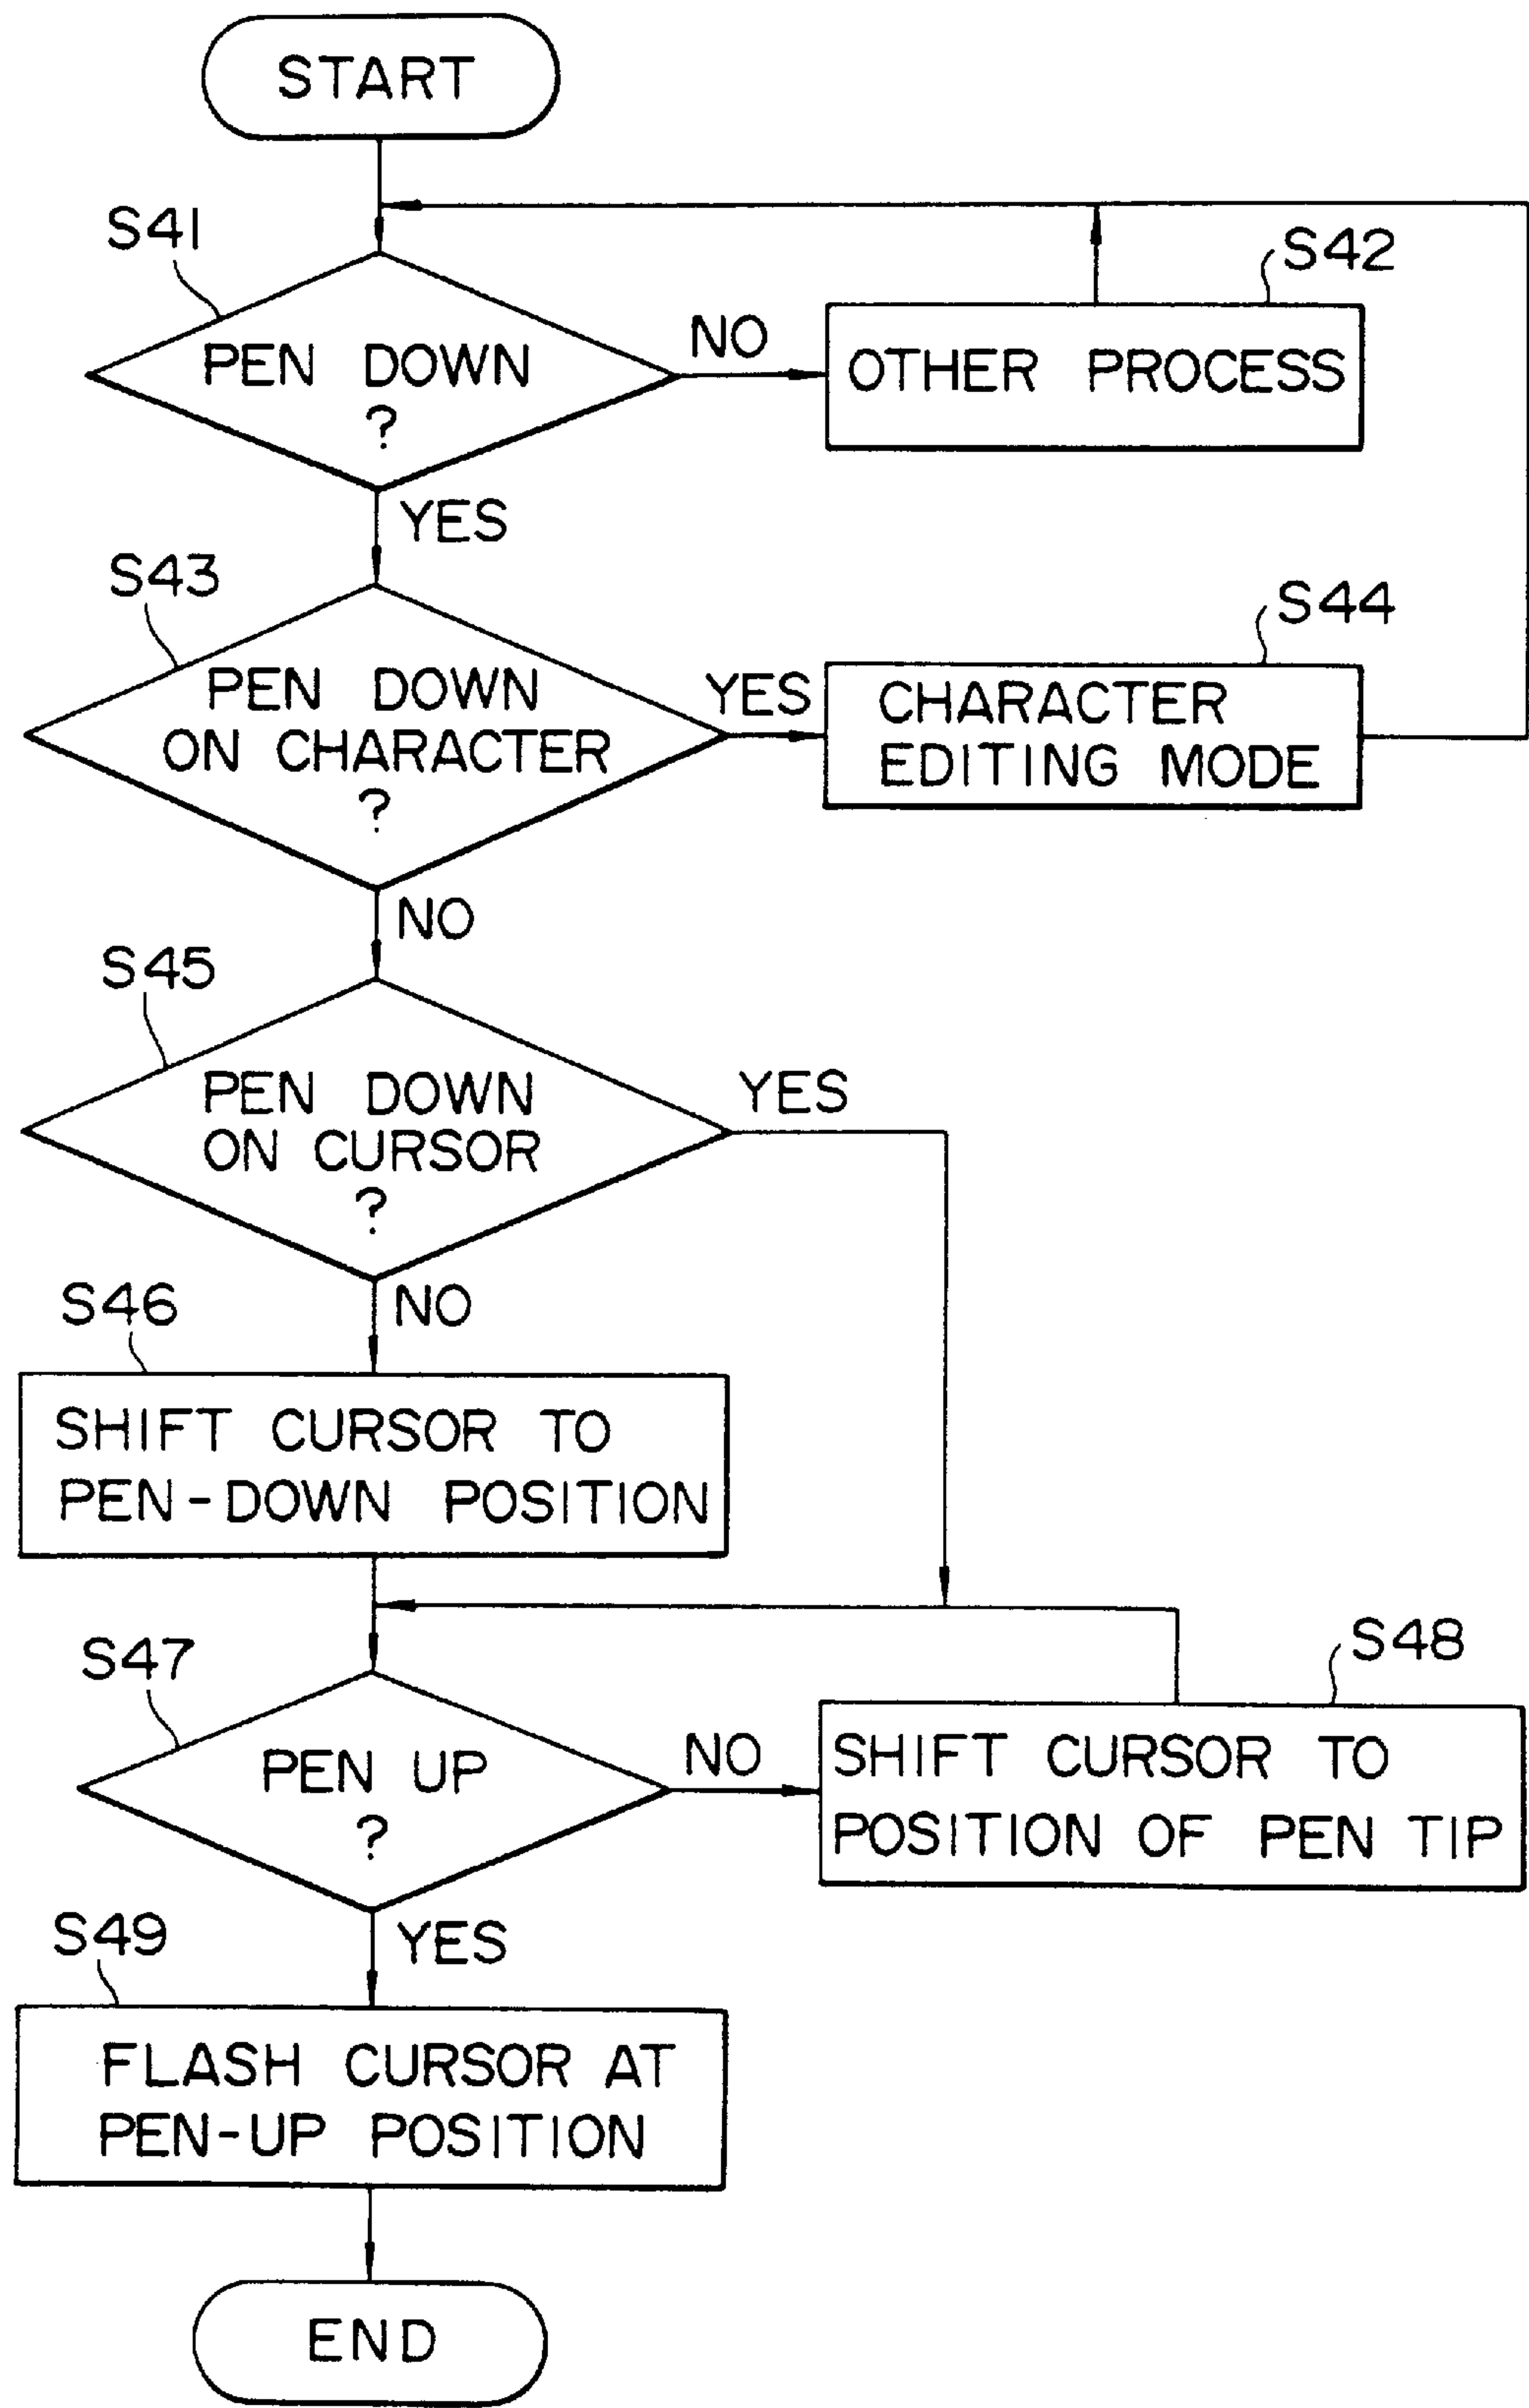 START
S41
PEN DOWN
?
NO
S42
OTHER PROCESS
YES
S43
PEN DOWN
ON CHARACTER
?
YES
S44
CHARACTER
EDITING MODE
NO
S45
PEN DOWN
ON CURSOR
?
YES
NO
S46
SHIFT CURSOR TO
PEN-DOWN POSITION
S47
PEN UP
?
NO
S48
SHIFT CURSOR TO
POSITION OF PEN TIP
YES
S49
FLASH CURSOR AT
PEN-UP POSITION
END